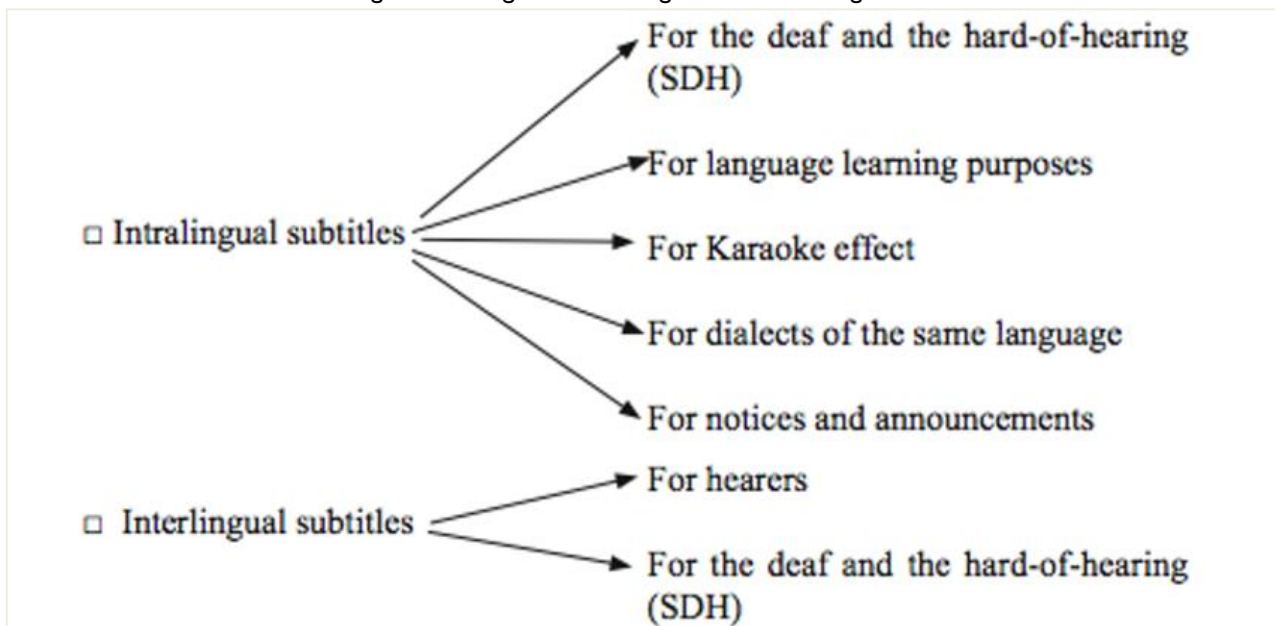 For the deaf and the hard-of-hearing
(SDH)
For language learning purposes
□ Intralingual subtitles
For Karaoke effect
For dialects of the same language
For notices and announcements
For hearers
□ Interlingual subtitles
For the deaf and the hard-of-hearing
(SDH)